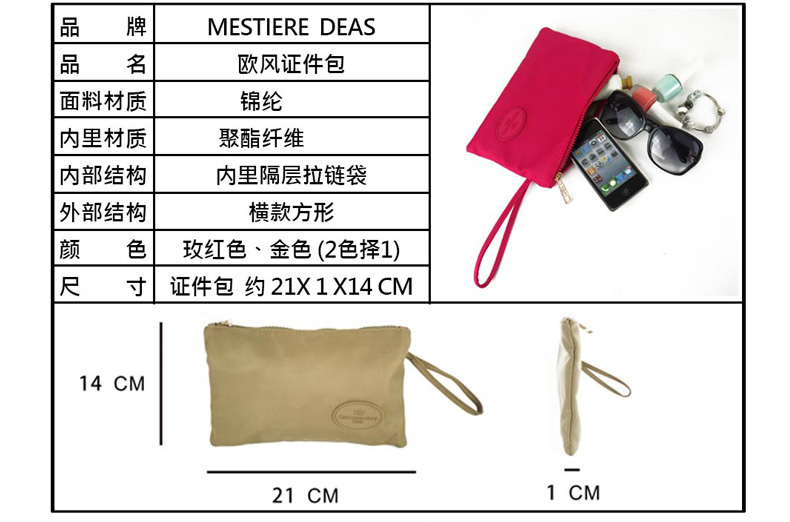 品 牌 MESTIERE DEAS
品 名 欧风证件包
面料材质 锦纶
内里材质 聚酯纤维
内部结构 内里隔层拉链袋
外部结构 横款方形
颜 色 玫红色、金色 (2色择1)
尺 寸 证件包 约 21X 1 X14 CM
14 CM
21 CM
1 CM